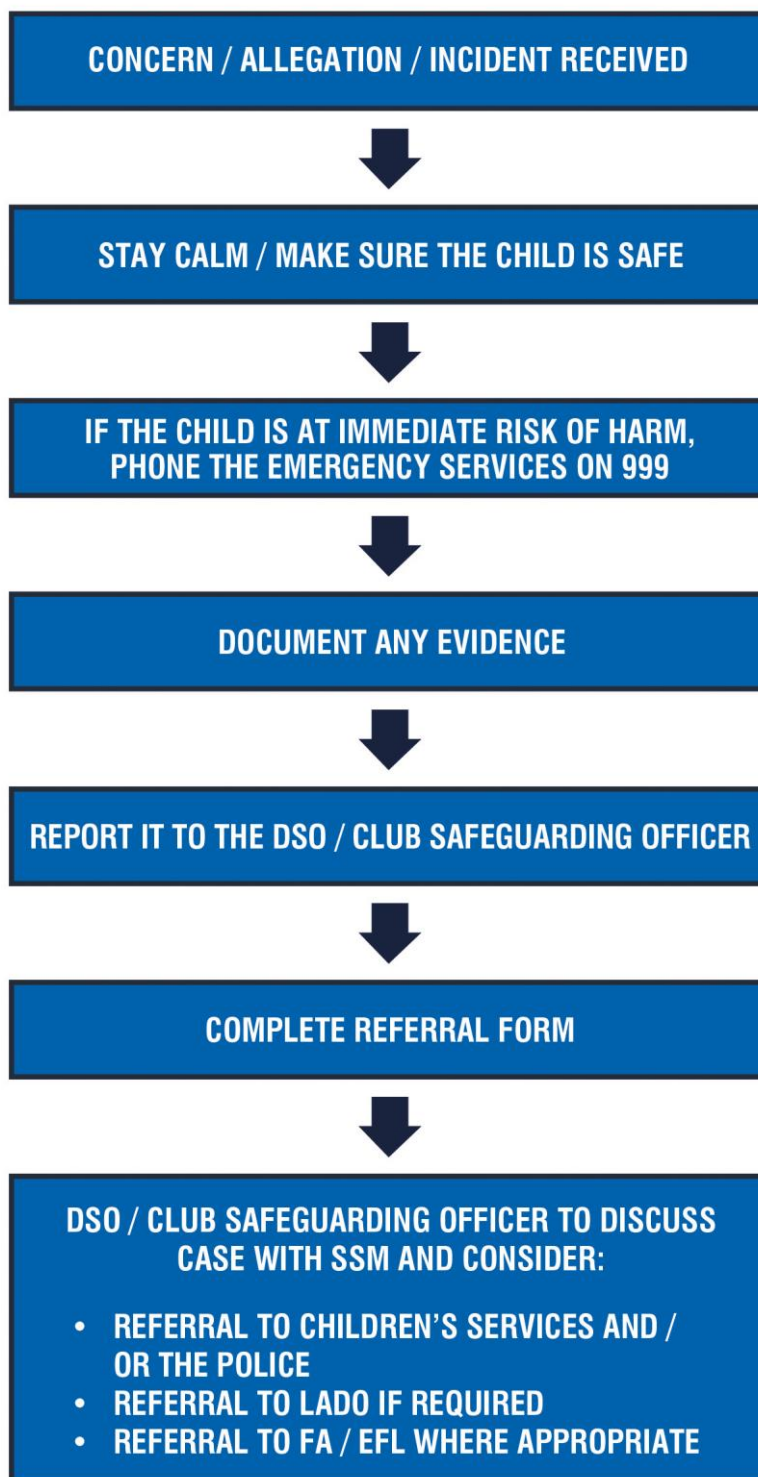 CONCERN / ALLEGATION / INCIDENT RECEIVED
STAY CALM / MAKE SURE THE CHILD IS SAFE
IF THE CHILD IS AT IMMEDIATE RISK OF HARM,
PHONE THE EMERGENCY SERVICES ON 999
DOCUMENT ANY EVIDENCE
REPORT IT TO THE DSO / CLUB SAFEGUARDING OFFICER
COMPLETE REFERRAL FORM
DSO / CLUB SAFEGUARDING OFFICER TO DISCUSS
CASE WITH SSM AND CONSIDER:
• REFERRAL TO CHILDREN’S SERVICES AND /
OR THE POLICE
• REFERRAL TO LADO IF REQUIRED
• REFERRAL TO FA / EFL WHERE APPROPRIATE